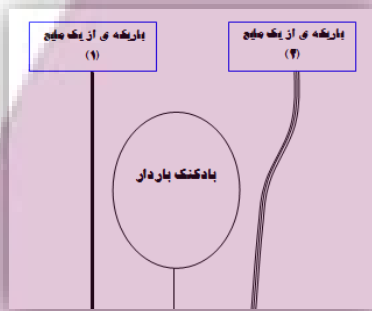 باریکه ی از یک مایع
(۱)
باریکه ی از یک مایع
(۲)
بادکنک باردار